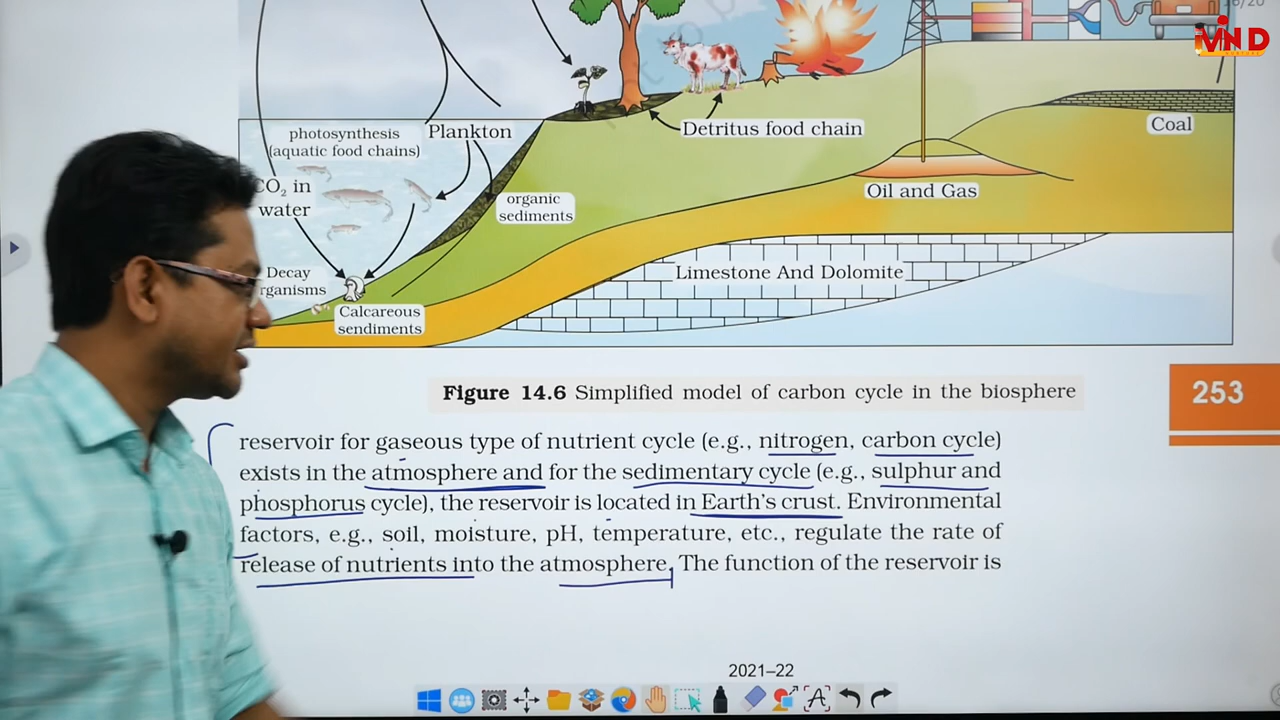 MIND
photosynthesis
(aquatic food chains)
Plankton
Detritus food chain
Coal
CO₂ in
water
organic
sediments
Oil and Gas
Decay
rganisms
Limestone And Dolomite
Calcareous
sendiments
Figure 14.6 Simplified model of carbon cycle in the biosphere
253
reservoir for gaseous type of nutrient cycle (e.g., nitrogen, carbon cycle)
exists in the atmosphere and for the sedimentary cycle (e.g., sulphur and
phosphorus cycle), the reservoir is located in Earth's crust. Environmental
factors, e.g., soil, moisture, pH, temperature, etc., regulate the rate of
release of nutrients into the atmosphere. The function of the reservoir is
2021–22